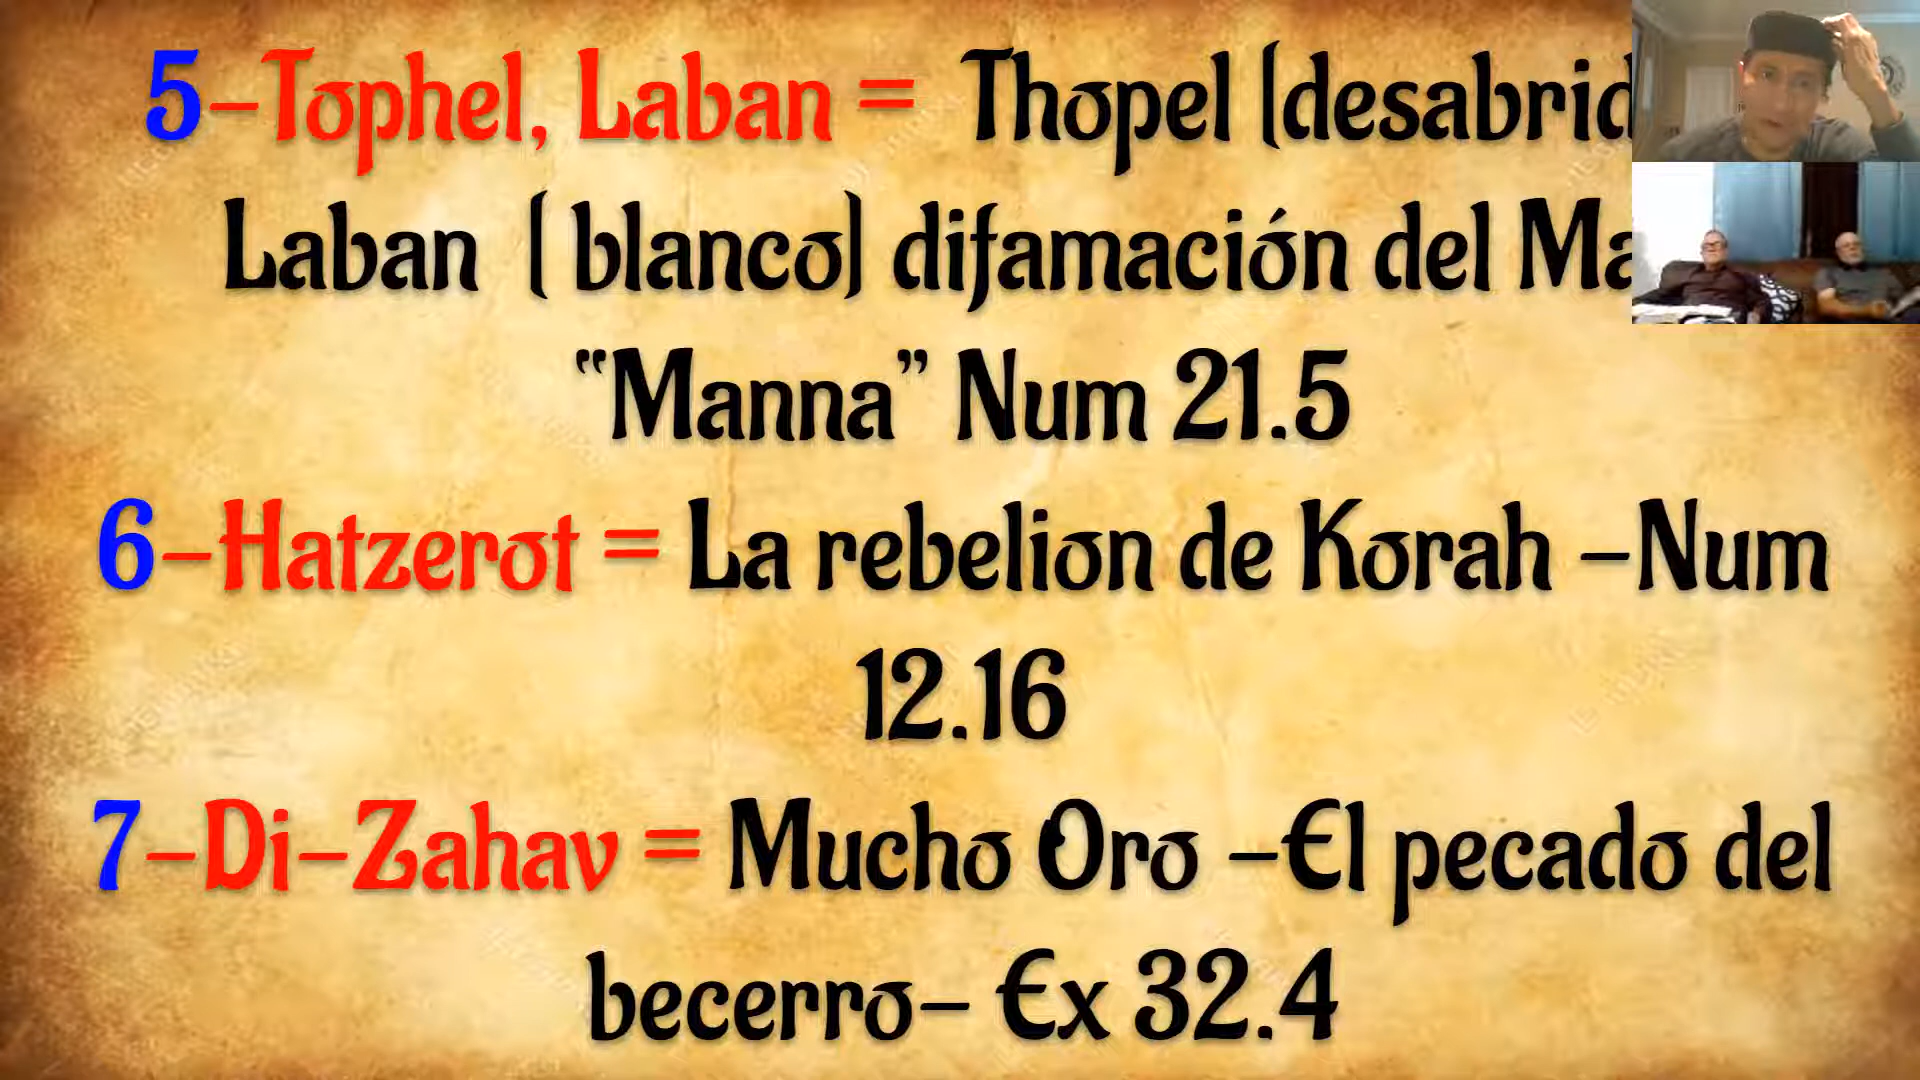 5-Tophel, Laban = Thopel (desabrid
Laban ( blanco) difamación del Ma
“Manna” Num 21.5
6-Hatzerot = La rebelion de Korah -Num
12.16
7-Di-Zahav = Mucho Oro -El pecado del
becerro- Ex 32.4